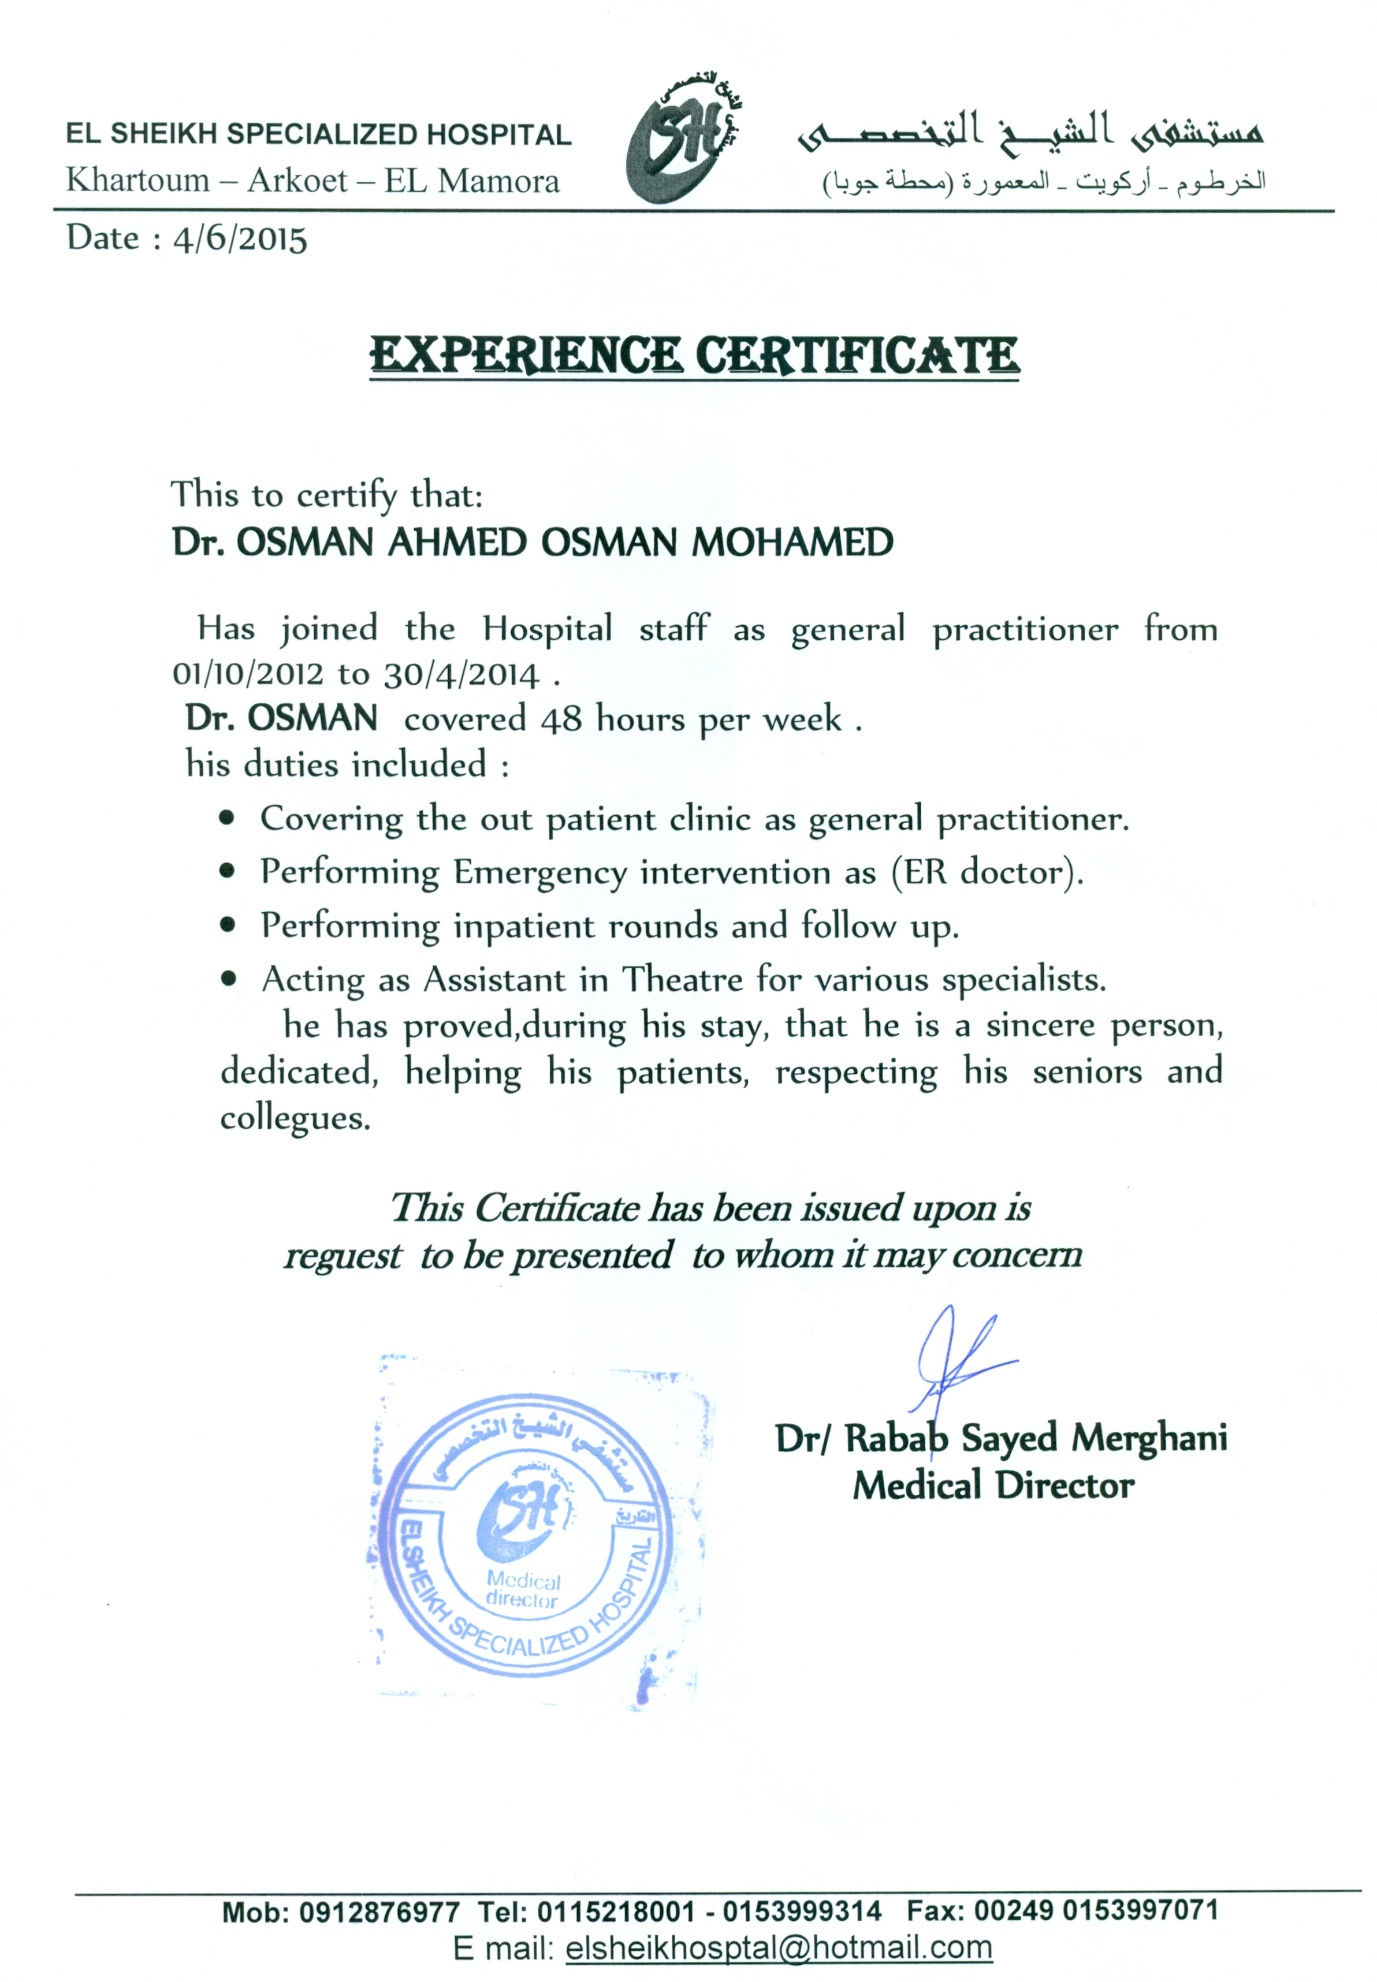 EL SHEIKH SPECIALIZED HOSPITAL
Khartoum – Arkoet – EL Mamora
مستشفى الشيخ التخصصى
SH
مستشفى الشيخ التخصصى
الخرطوم - أركويت - المعمورة (محطة جوبا)
Date : 4/6/2015
EXPERIENCE CERTIFICATE
This to certify that:
Dr. OSMAN AHMED OSMAN MOHAMED
Has joined the Hospital staff as general practitioner from
01/10/2012 to 30/4/2014 .
Dr. OSMAN covered 48 hours per week .
his duties included :
• Covering the out patient clinic as general practitioner.
• Performing Emergency intervention as (ER doctor).
• Performing inpatient rounds and follow up.
• Acting as Assistant in Theatre for various specialists.
he has proved,during his stay, that he is a sincere person,
dedicated, helping his patients, respecting his seniors and
collegues.
This Certificate has been issued upon is
reguest to be presented to whom it may concern
Dr/ Rabab Sayed Merghani
Medical Director
مستشفي الشيخ التخصصي
SH
التاريخ
Medical
director
ELSHEIKH SPECIALIZED HOSPITAL
Mob: 0912876977 Tel: 0115218001 - 0153999314 Fax: 00249 0153997071
E mail: elsheikhosptal@hotmail.com